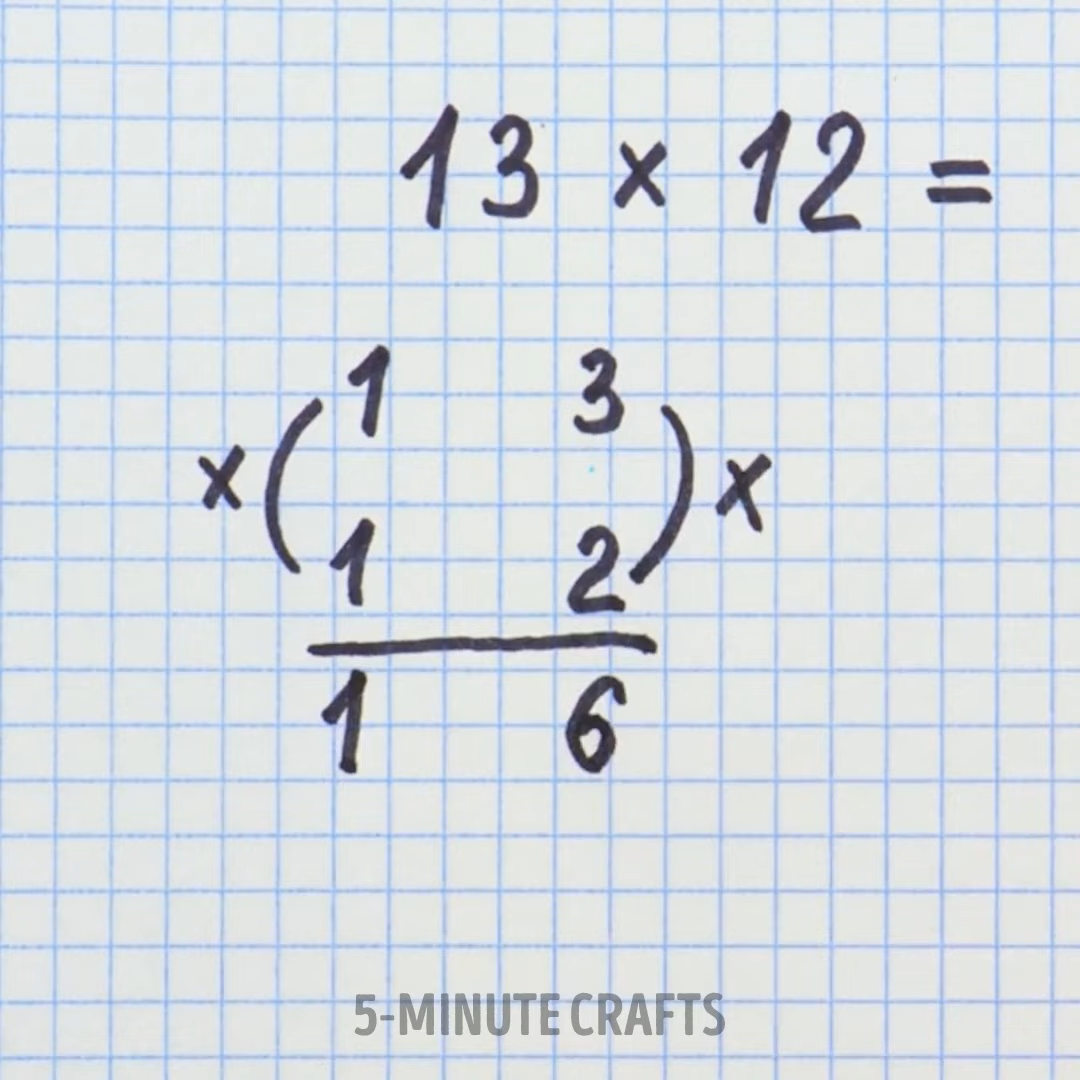 13 × 12 =
1 3
× ( ) ×
1 2
1 6
5-MINUTE CRAFTS